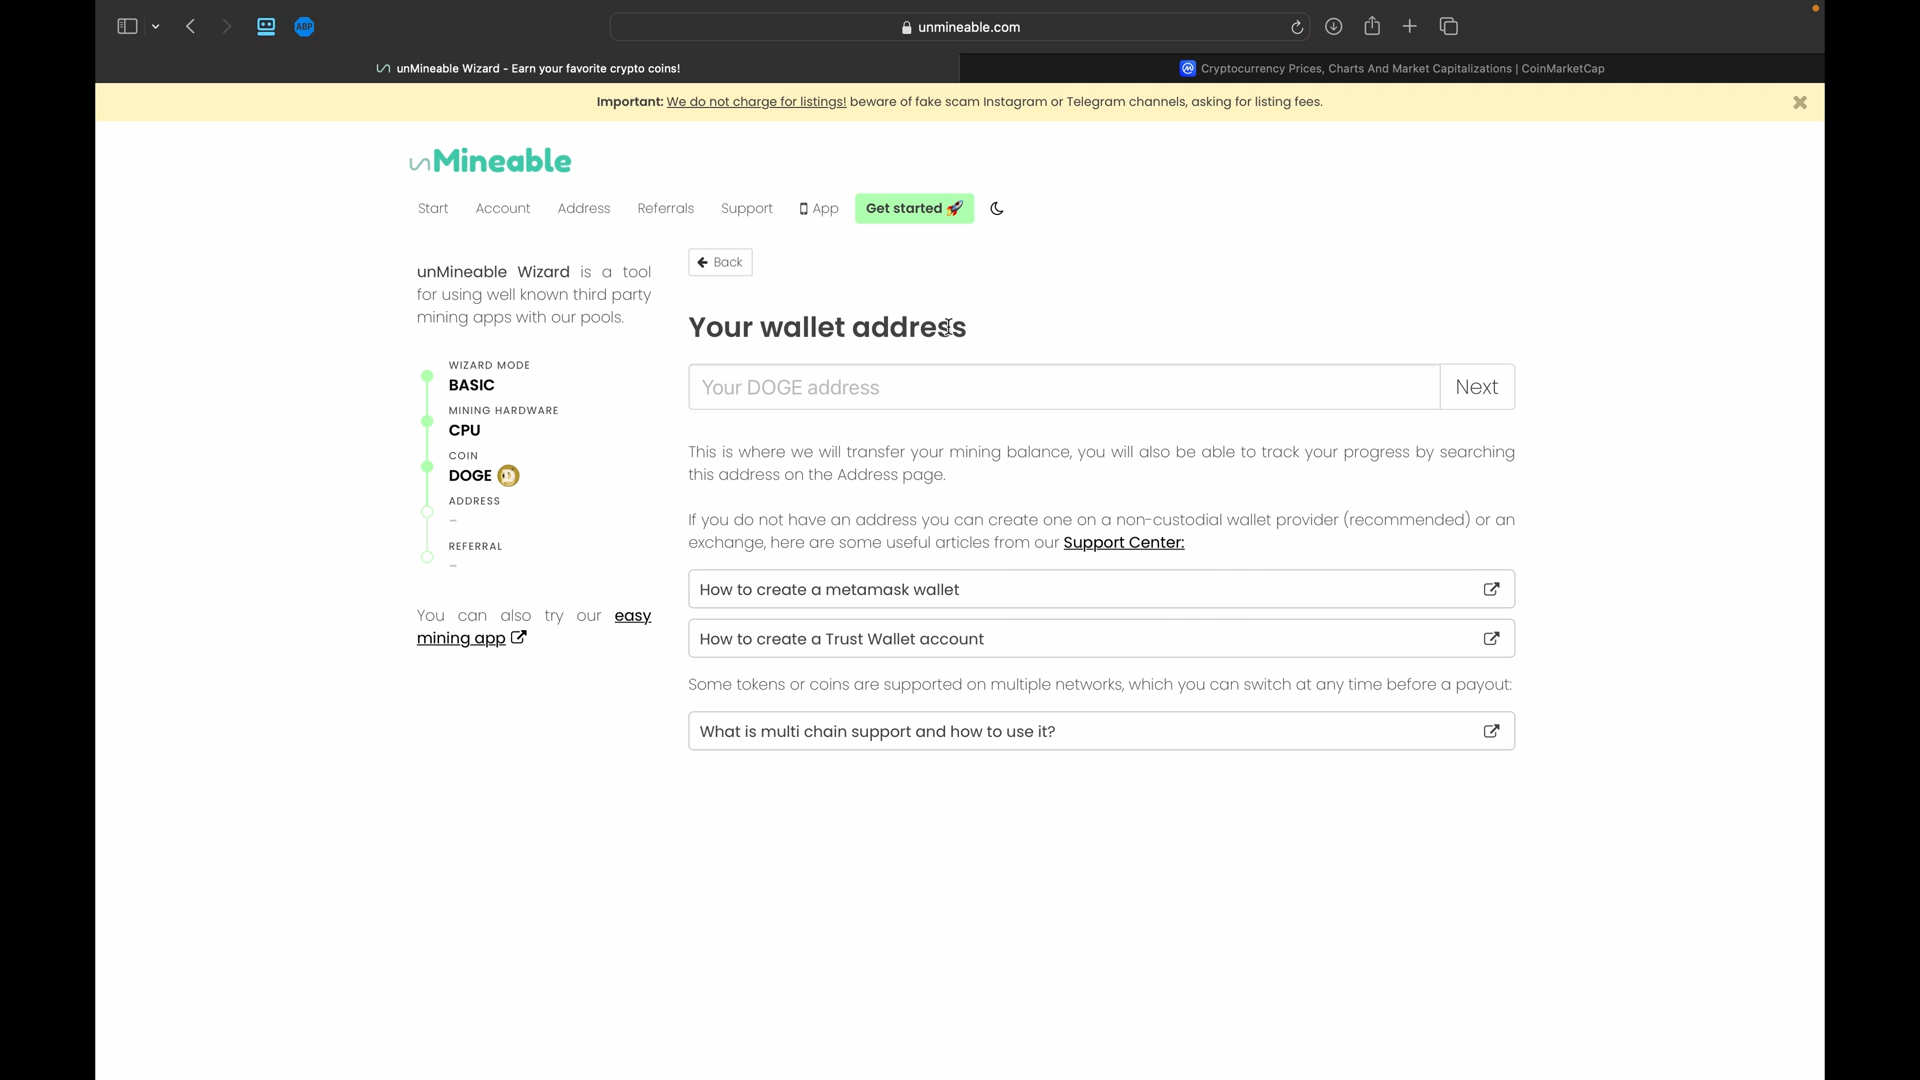 unmineable.com
unMineable Wizard - Earn your favorite crypto coins!
Cryptocurrency Prices, Charts And Market Capitalizations | CoinMarketCap
ABP
Important: We do not charge for listings! beware of fake scam Instagram or Telegram channels, asking for listing fees.
unMineable
Start Account Address Referrals Support App Get started 🚀
unMineable Wizard is a tool
for using well known third party
mining apps with our pools.
WIZARD MODE
BASIC
MINING HARDWARE
CPU
COIN
DOGE
ADDRESS
-
REFERRAL
-
You can also try our easy
mining app
Back
Your wallet address
Your DOGE address
Next
This is where we will transfer your mining balance, you will also be able to track your progress by searching
this address on the Address page.
If you do not have an address you can create one on a non-custodial wallet provider (recommended) or an
exchange, here are some useful articles from our Support Center:
How to create a metamask wallet
How to create a Trust Wallet account
Some tokens or coins are supported on multiple networks, which you can switch at any time before a payout:
What is multi chain support and how to use it?